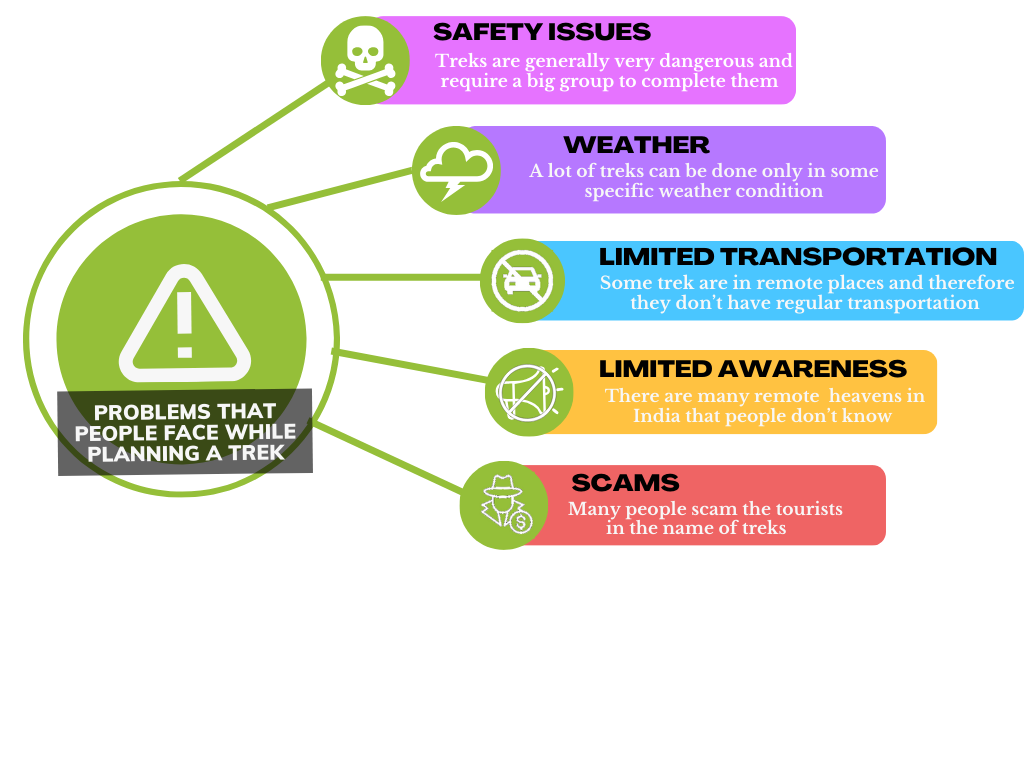 SAFETY ISSUES
Treks are generally very dangerous and
require a big group to complete them
WEATHER
A lot of treks can be done only in some
specific weather condition
LIMITED TRANSPORTATION
Some trek are in remote places and therefore
they don’t have regular transportation
LIMITED AWARENESS
There are many remote heavens in
India that people don’t know
SCAMS
Many people scam the tourists
in the name of treks
PROBLEMS THAT
PEOPLE FACE WHILE
PLANNING A TREK
$